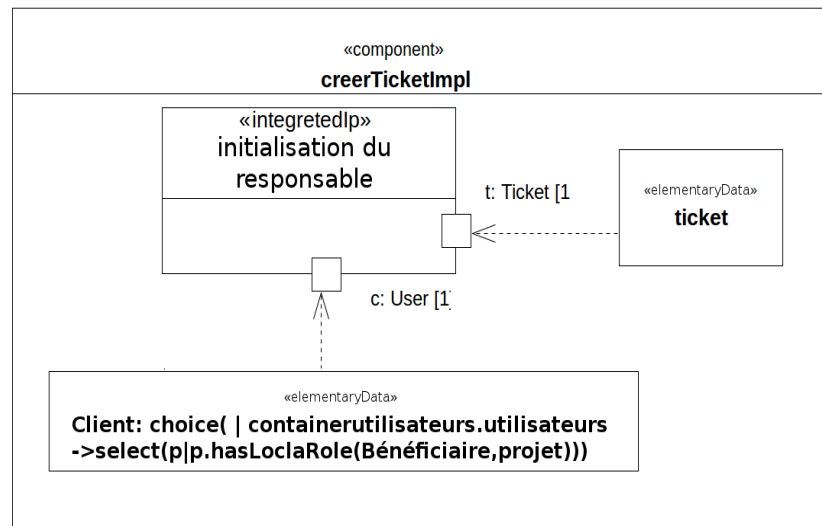 «component»
creerTicketImpl
«integretedIp»
initialisation du
responsable
t: Ticket [1
«elementaryData»
ticket
c: User [1]
«elementaryData»
Client: choice( | containerutilisateurs.utilisateurs
->select(p|p.hasLoclaRole(Bénéficiaire,projet)))